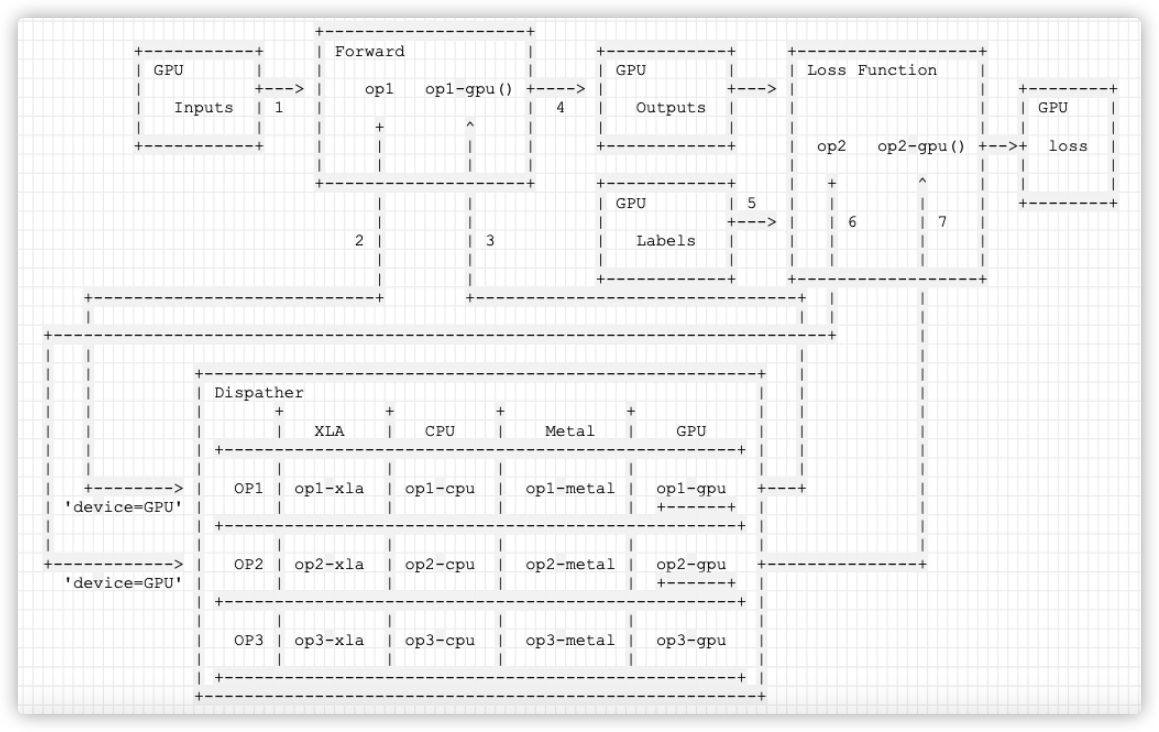 Forward
GPU
GPU
Loss Function
op1 op1-gpu()
Inputs
1
4
Outputs
GPU
op2 op2-gpu()
loss
GPU
5
6
7
2
3
Labels
Dispather
XLA CPU Metal GPU
OP1 op1-xla op1-cpu op1-metal op1-gpu
'device=GPU'
OP2 op2-xla op2-cpu op2-metal op2-gpu
'device=GPU'
OP3 op3-xla op3-cpu op3-metal op3-gpu